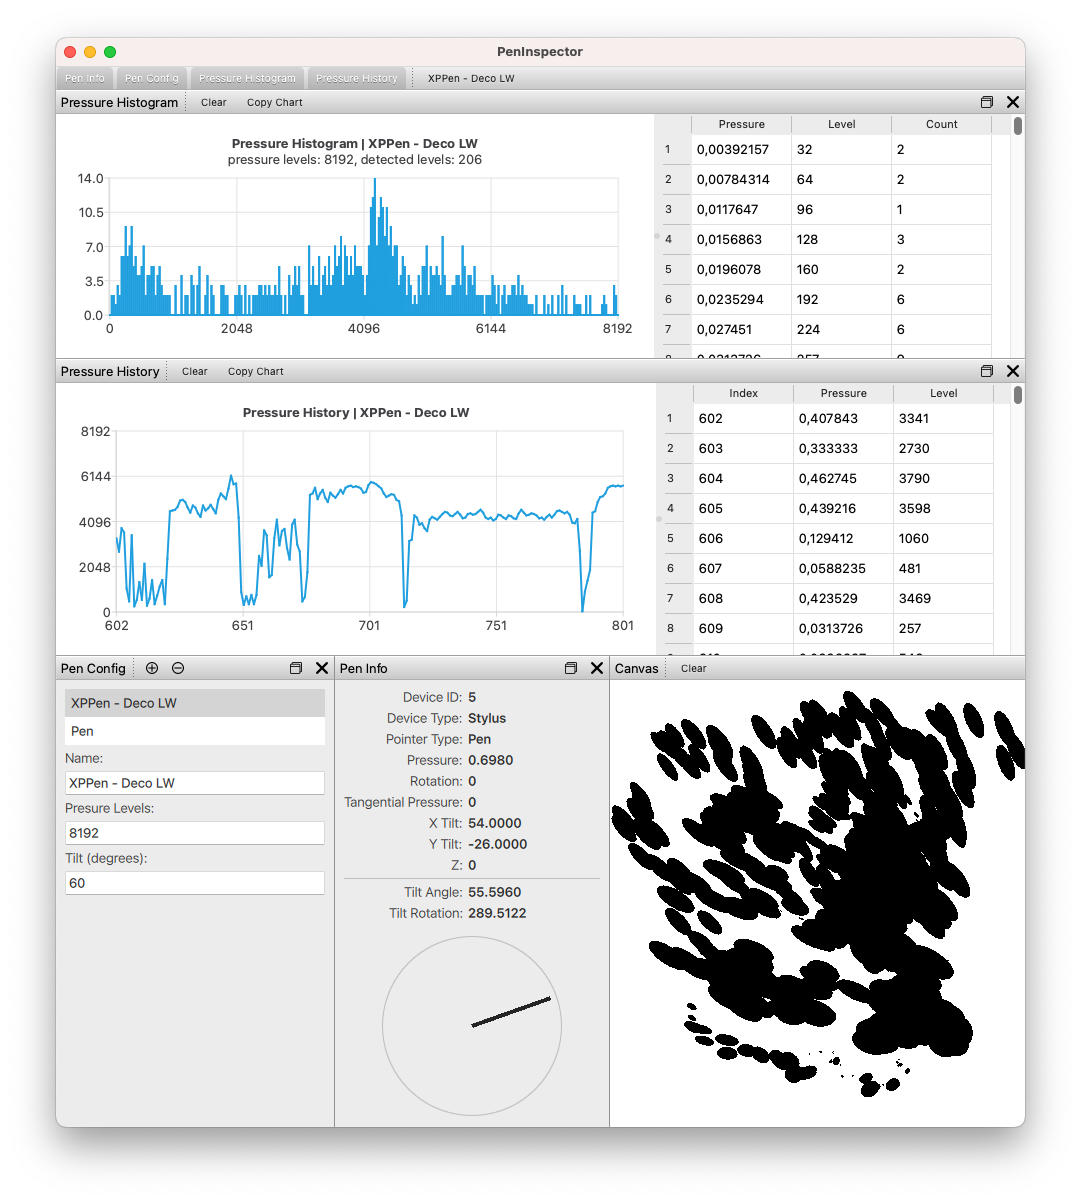 PenInspector
Pen Info Pen Config Pressure Histogram Pressure History XPPen - Deco LW
Pressure Histogram Clear Copy Chart
Pressure Histogram | XPPen - Deco LW
pressure levels: 8192, detected levels: 206
14.0
10.5
7.0
3.5
0.0
0 2048 4096 6144 8192
Pressure Level Count
1 0,00392157 32 2
2 0,00784314 64 2
3 0,0117647 96 1
4 0,0156863 128 3
5 0,0196078 160 2
6 0,0235294 192 6
7 0,027451 224 6
Pressure History Clear Copy Chart
Pressure History | XPPen - Deco LW
8192
6144
4096
2048
0
602 651 701 751 801
Index Pressure Level
1 602 0,407843 3341
2 603 0,333333 2730
3 604 0,462745 3790
4 605 0,439216 3598
5 606 0,129412 1060
6 607 0,0588235 481
7 608 0,423529 3469
8 609 0,0313726 257
Pen Config
XPPen - Deco LW
Pen
Name:
XPPen - Deco LW
Presure Levels:
8192
Tilt (degrees):
60
Pen Info
Device ID: 5
Device Type: Stylus
Pointer Type: Pen
Pressure: 0.6980
Rotation: 0
Tangential Pressure: 0
X Tilt: 54.0000
Y Tilt: -26.0000
Z: 0
Tilt Angle: 55.5960
Tilt Rotation: 289.5122
Canvas Clear